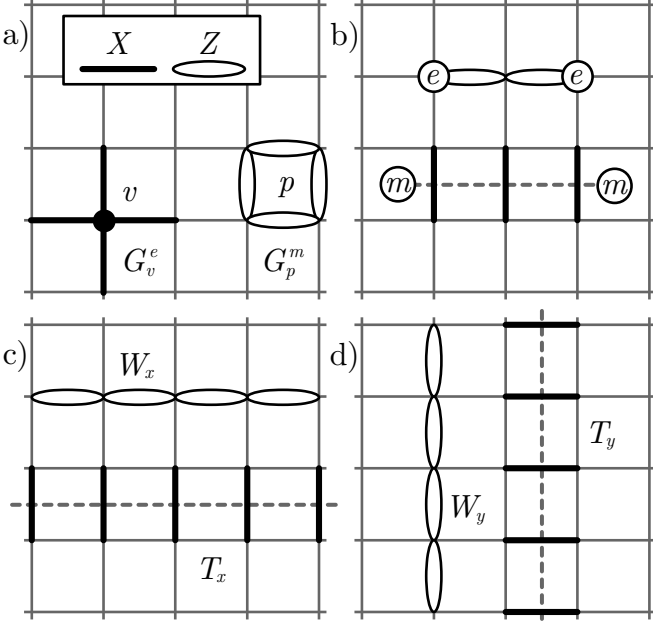 a)
X Z
v
p
G_v^e
G_p^m
b)
e e
m m
c)
W_x
T_x
d)
T_y
W_y